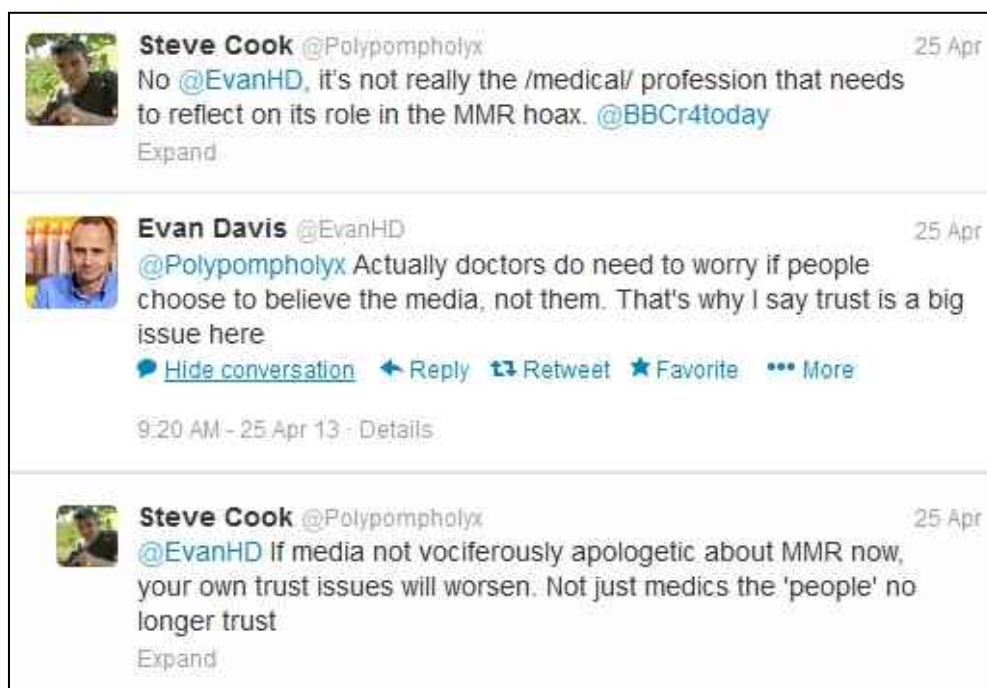 Steve Cook @Polypompholyx 25 Apr
No @EvanHD, it's not really the /medical/ profession that needs
to reflect on its role in the MMR hoax. @BBCr4today
Expand
Evan Davis @EvanHD 25 Apr
@Polypompholyx Actually doctors do need to worry if people
choose to believe the media, not them. That's why I say trust is a big
issue here
Hide conversation Reply Retweet Favorite More
9:20 AM - 25 Apr 13 · Details
Steve Cook @Polypompholyx 25 Apr
@EvanHD If media not vociferously apologetic about MMR now,
your own trust issues will worsen. Not just medics the 'people' no
longer trust
Expand